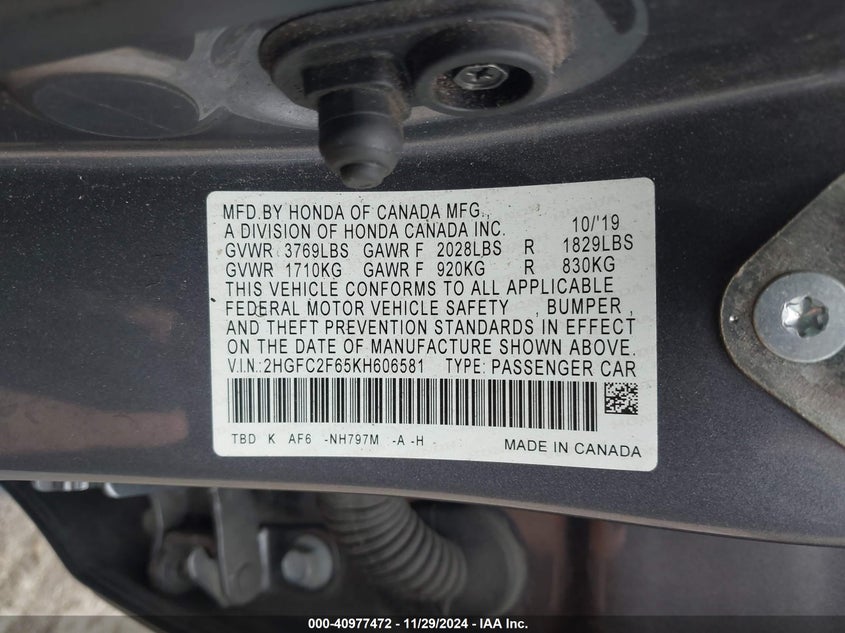 MFD.BY HONDA OF CANADA MFG.,
A DIVISION OF HONDA CANADA INC. 10/'19
GVWR 3769LBS GAWR F 2028LBS R 1829LBS
GVWR 1710KG GAWR F 920KG R 830KG
THIS VEHICLE CONFORMS TO ALL APPLICABLE
FEDERAL MOTOR VEHICLE SAFETY , BUMPER ,
AND THEFT PREVENTION STANDARDS IN EFFECT
ON THE DATE OF MANUFACTURE SHOWN ABOVE.
V.I.N.:2HGFC2F65KH606581 TYPE: PASSENGER CAR
TBD K AF6 -NH797M -A -H -
MADE IN CANADA
000-40977472 - 11/29/2024 - IAA Inc.